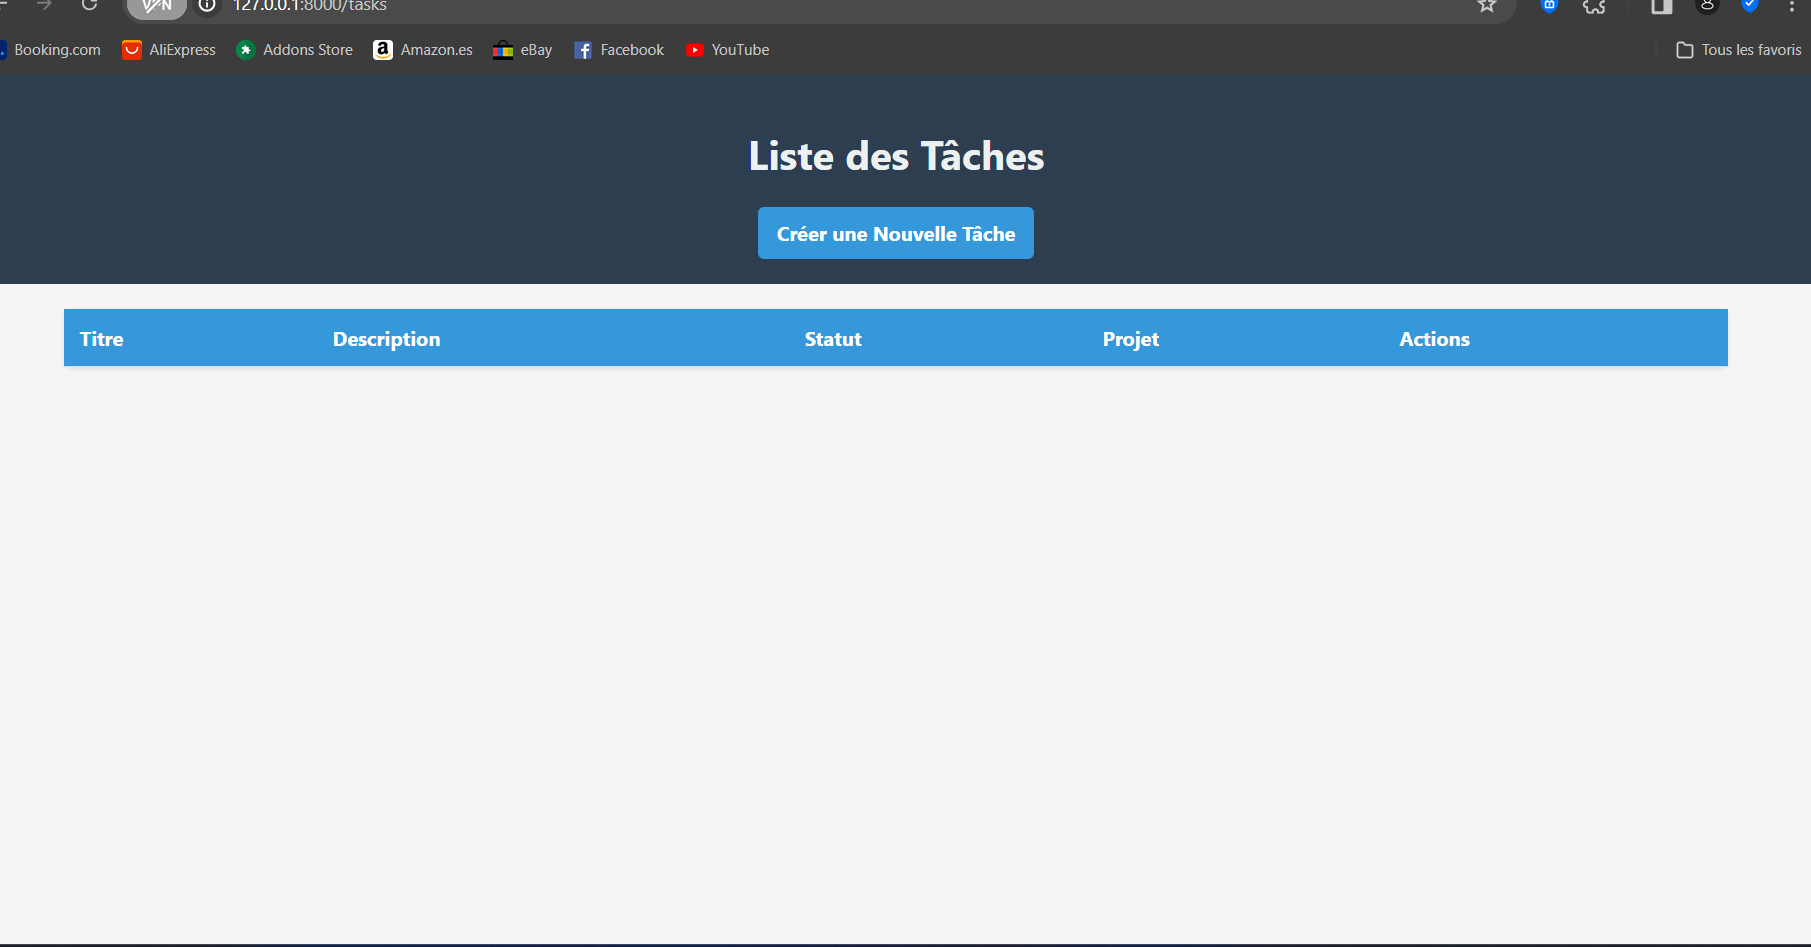 VPN 127.0.0.1:8000/tasks
Booking.com AliExpress Addons Store Amazon.es eBay Facebook YouTube Tous les favoris
Liste des Tâches
Créer une Nouvelle Tâche
Titre Description Statut Projet Actions